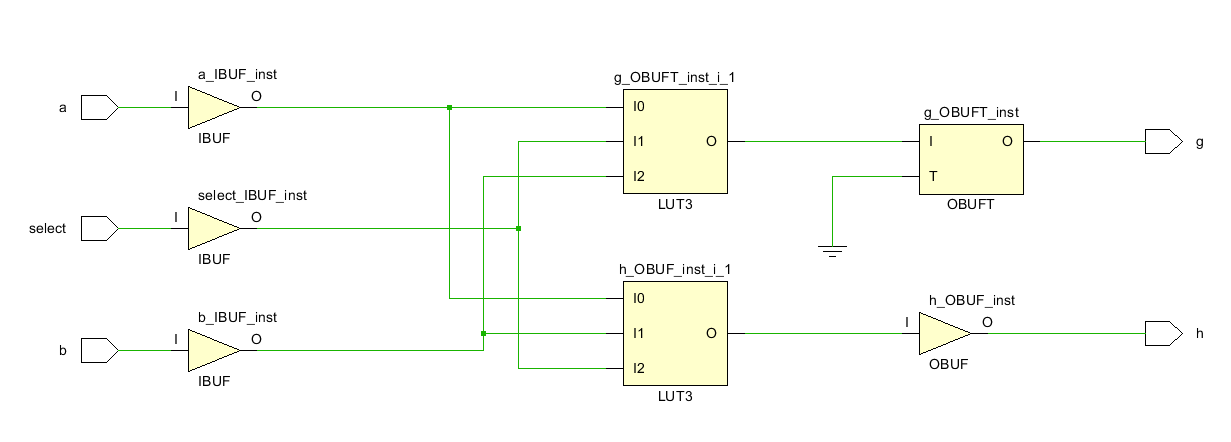 a_IBUF_inst
a
I
O
IBUF
g_OBUFT_inst_i_1
I0
I1
O
I2
LUT3
g_OBUFT_inst
I
O
T
OBUFT
g
select_IBUF_inst
select
I
O
IBUF
h_OBUF_inst_i_1
I0
I1
O
I2
LUT3
h_OBUF_inst
I
O
OBUF
h
b_IBUF_inst
b
I
O
IBUF